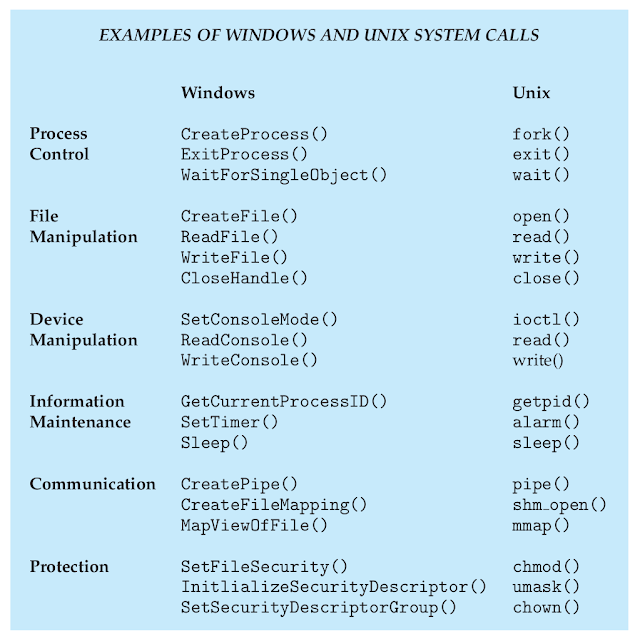 EXAMPLES OF WINDOWS AND UNIX SYSTEM CALLS
Windows Unix
Process CreateProcess() fork()
Control ExitProcess() exit()
WaitForSingleObject() wait()
File CreateFile() open()
Manipulation ReadFile() read()
WriteFile() write()
CloseHandle() close()
Device SetConsoleMode() ioctl()
Manipulation ReadConsole() read()
WriteConsole() write()
Information GetCurrentProcessID() getpid()
Maintenance SetTimer() alarm()
Sleep() sleep()
Communication CreatePipe() pipe()
CreateFileMapping() shm_open()
MapViewOfFile() mmap()
Protection SetFileSecurity() chmod()
InitlializeSecurityDescriptor() umask()
SetSecurityDescriptorGroup() chown()